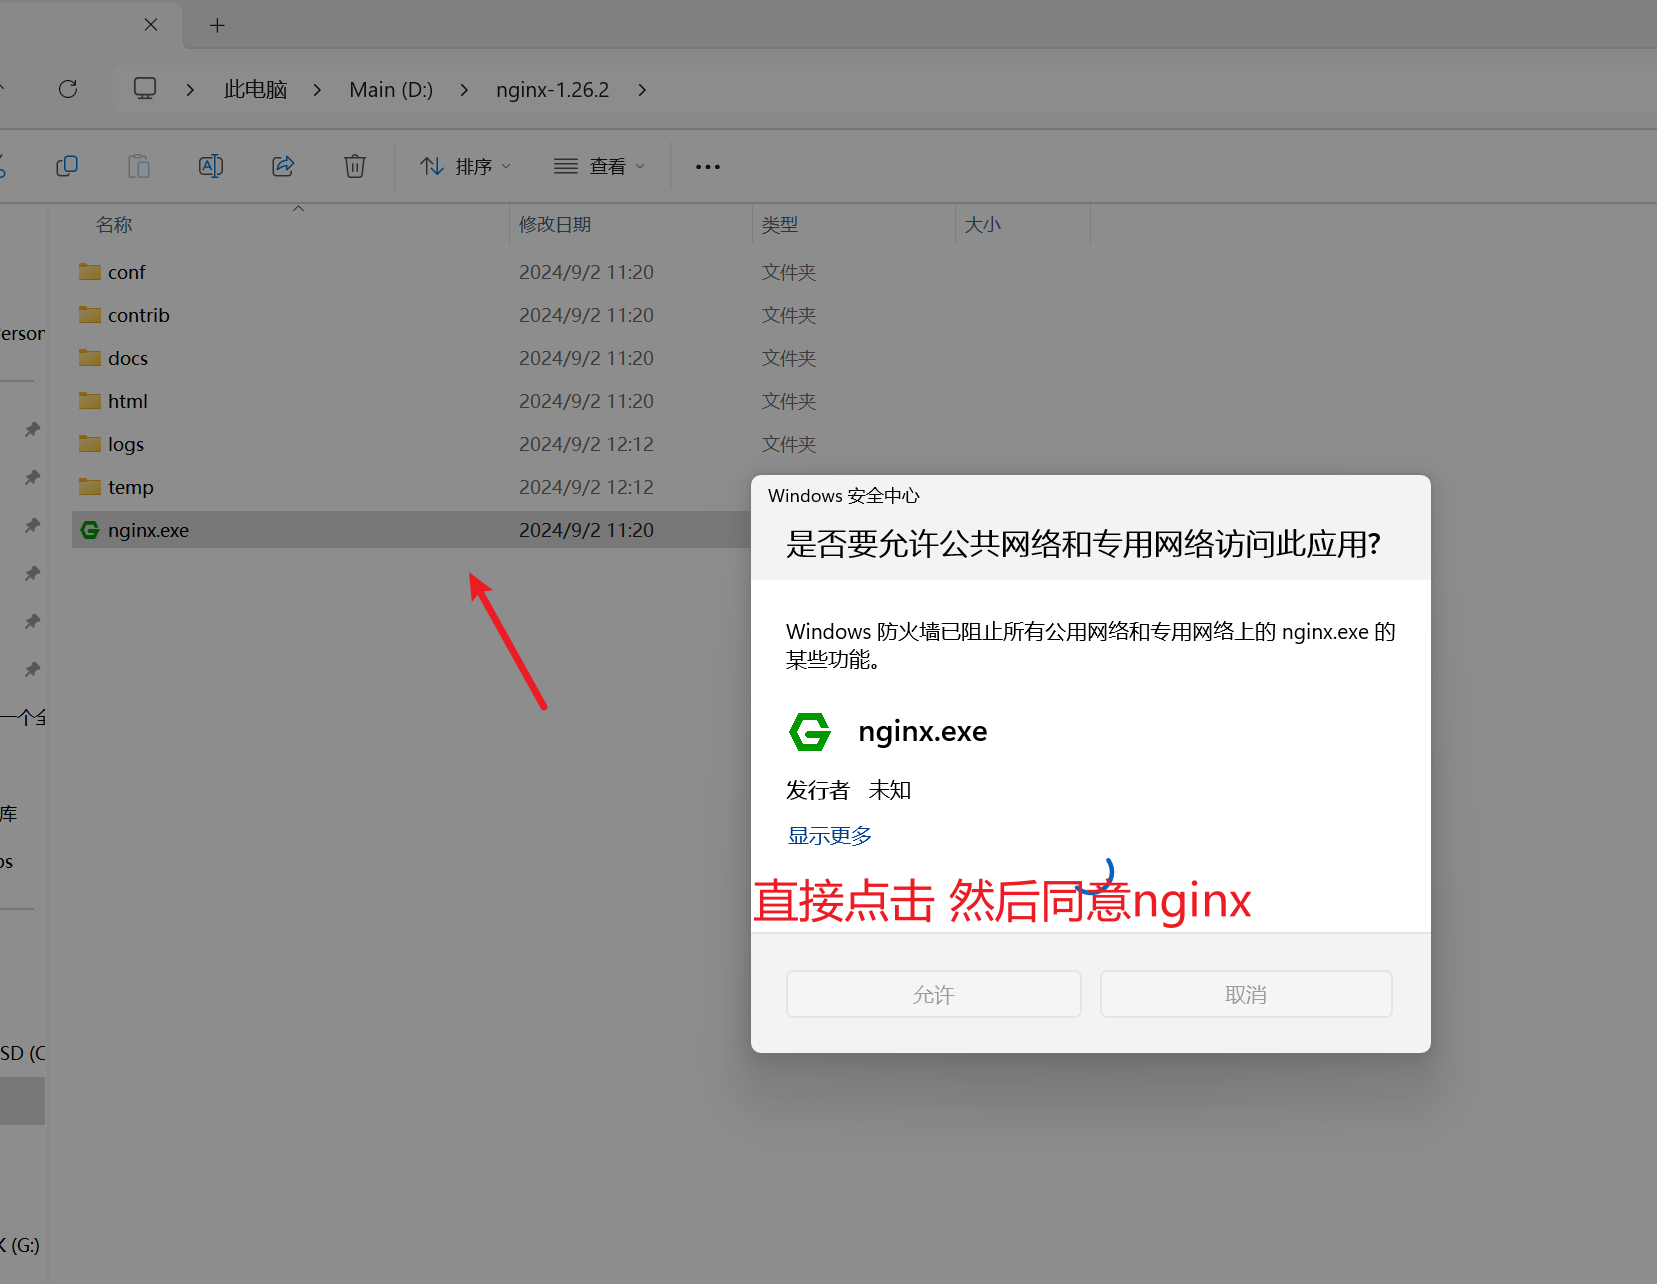 此电脑 Main (D:) nginx-1.26.2
排序 查看
名称 修改日期 类型 大小
conf 2024/9/2 11:20 文件夹
contrib 2024/9/2 11:20 文件夹
docs 2024/9/2 11:20 文件夹
html 2024/9/2 11:20 文件夹
logs 2024/9/2 12:12 文件夹
temp 2024/9/2 12:12 文件夹
nginx.exe 2024/9/2 11:20
erson
一个全
库
os
SD (C
K (G:)
Windows 安全中心
是否要允许公共网络和专用网络访问此应用?
Windows 防火墙已阻止所有公用网络和专用网络上的 nginx.exe 的
某些功能。
nginx.exe
发行者 未知
显示更多
直接点击 然后同意nginx
允许 取消